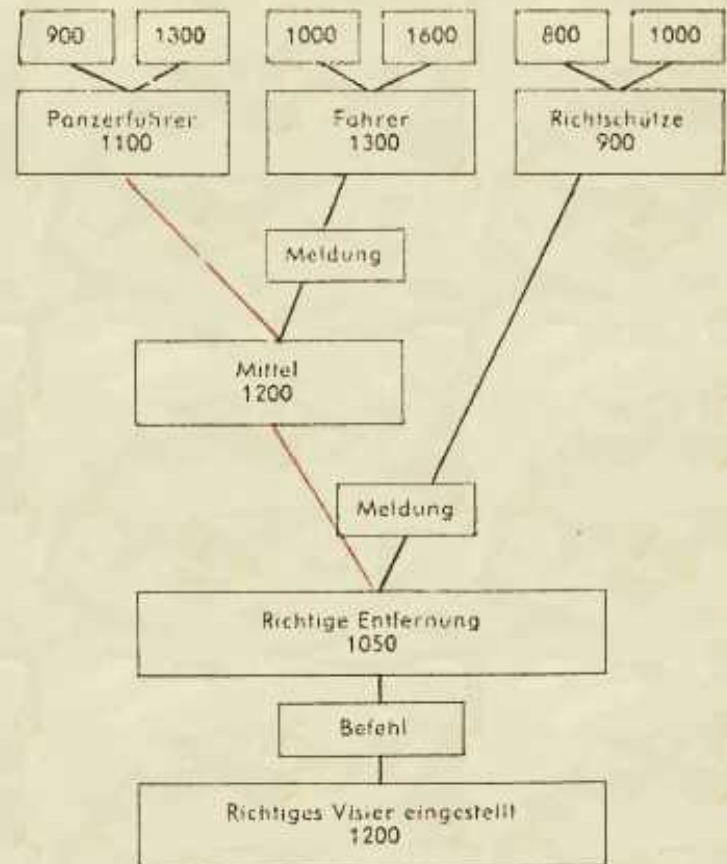 900 1300 1000 1600 800 1000
Panzerführer
1100
Fahrer
1300
Richtschütze
900
Meldung
Mittel
1200
Meldung
Richtige Entfernung
1050
Befehl
Richtiges Visier eingestellt
1200